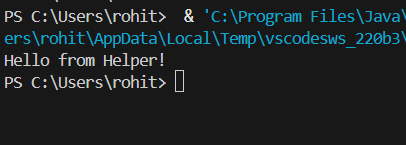 PS C:\Users\rohit>  & 'C:\Program Files\Java\
ers\rohit\AppData\Local\Temp\vscodesws_220b3\
Hello from Helper!
PS C:\Users\rohit>